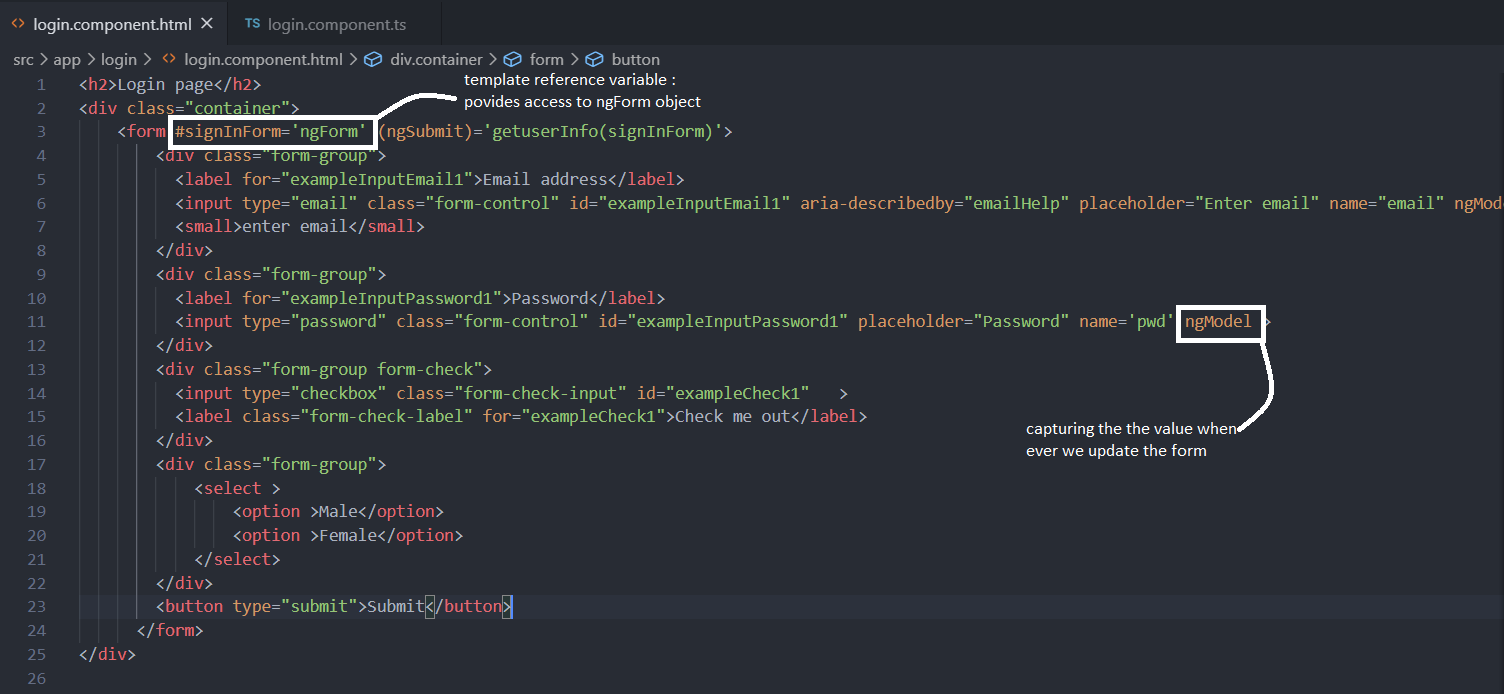 <> login.component.html ✕ TS login.component.ts
src > app > login > <> login.component.html > div.container > form > button
template reference variable :
povides access to ngForm object
1 <h2>Login page</h2>
2 <div class="container">
3 <form #signInForm='ngForm' (ngSubmit)='getuserInfo(signInForm)'>
4 <div class="form-group">
5 <label for="exampleInputEmail1">Email address</label>
6 <input type="email" class="form-control" id="exampleInputEmail1" aria-describedby="emailHelp" placeholder="Enter email" name="email" ngMod
7 <small>enter email</small>
8 </div>
9 <div class="form-group">
10 <label for="exampleInputPassword1">Password</label>
11 <input type="password" class="form-control" id="exampleInputPassword1" placeholder="Password" name='pwd' ngModel >
12 </div>
13 <div class="form-group form-check">
14 <input type="checkbox" class="form-check-input" id="exampleCheck1" >
15 <label class="form-check-label" for="exampleCheck1">Check me out</label>
capturing the the value when
ever we update the form
16 </div>
17 <div class="form-group">
18 <select >
19 <option >Male</option>
20 <option >Female</option>
21 </select>
22 </div>
23 <button type="submit">Submit</button>
24 </form>
25 </div>
26